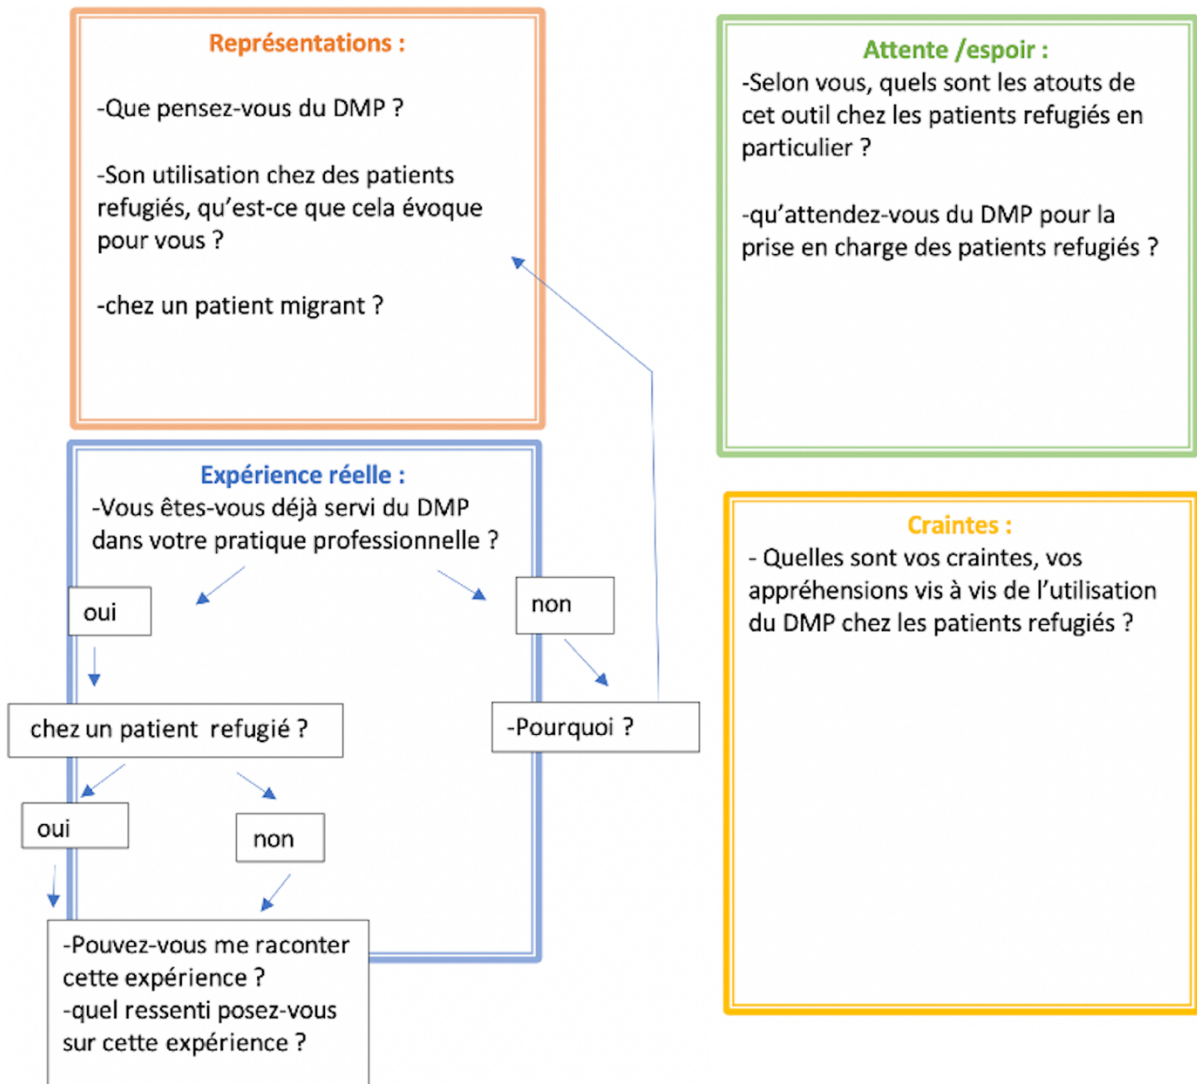 Représentations :
-Que pensez-vous du DMP ?
-Son utilisation chez des patients
refugiés, qu'est-ce que cela évoque
pour vous ?
-chez un patient migrant ?
Attente /espoir :
-Selon vous, quels sont les atouts de
cet outil chez les patients refugiés en
particulier ?
-qu'attendez-vous du DMP pour la
prise en charge des patients refugiés ?
Expérience réelle :
-Vous êtes-vous déjà servi du DMP
dans votre pratique professionnelle ?
oui
non
chez un patient refugié ?
-Pourquoi ?
oui
non
-Pouvez-vous me raconter
cette expérience ?
-quel ressenti posez-vous
sur cette expérience ?
Craintes :
- Quelles sont vos craintes, vos
appréhensions vis à vis de l'utilisation
du DMP chez les patients refugiés ?